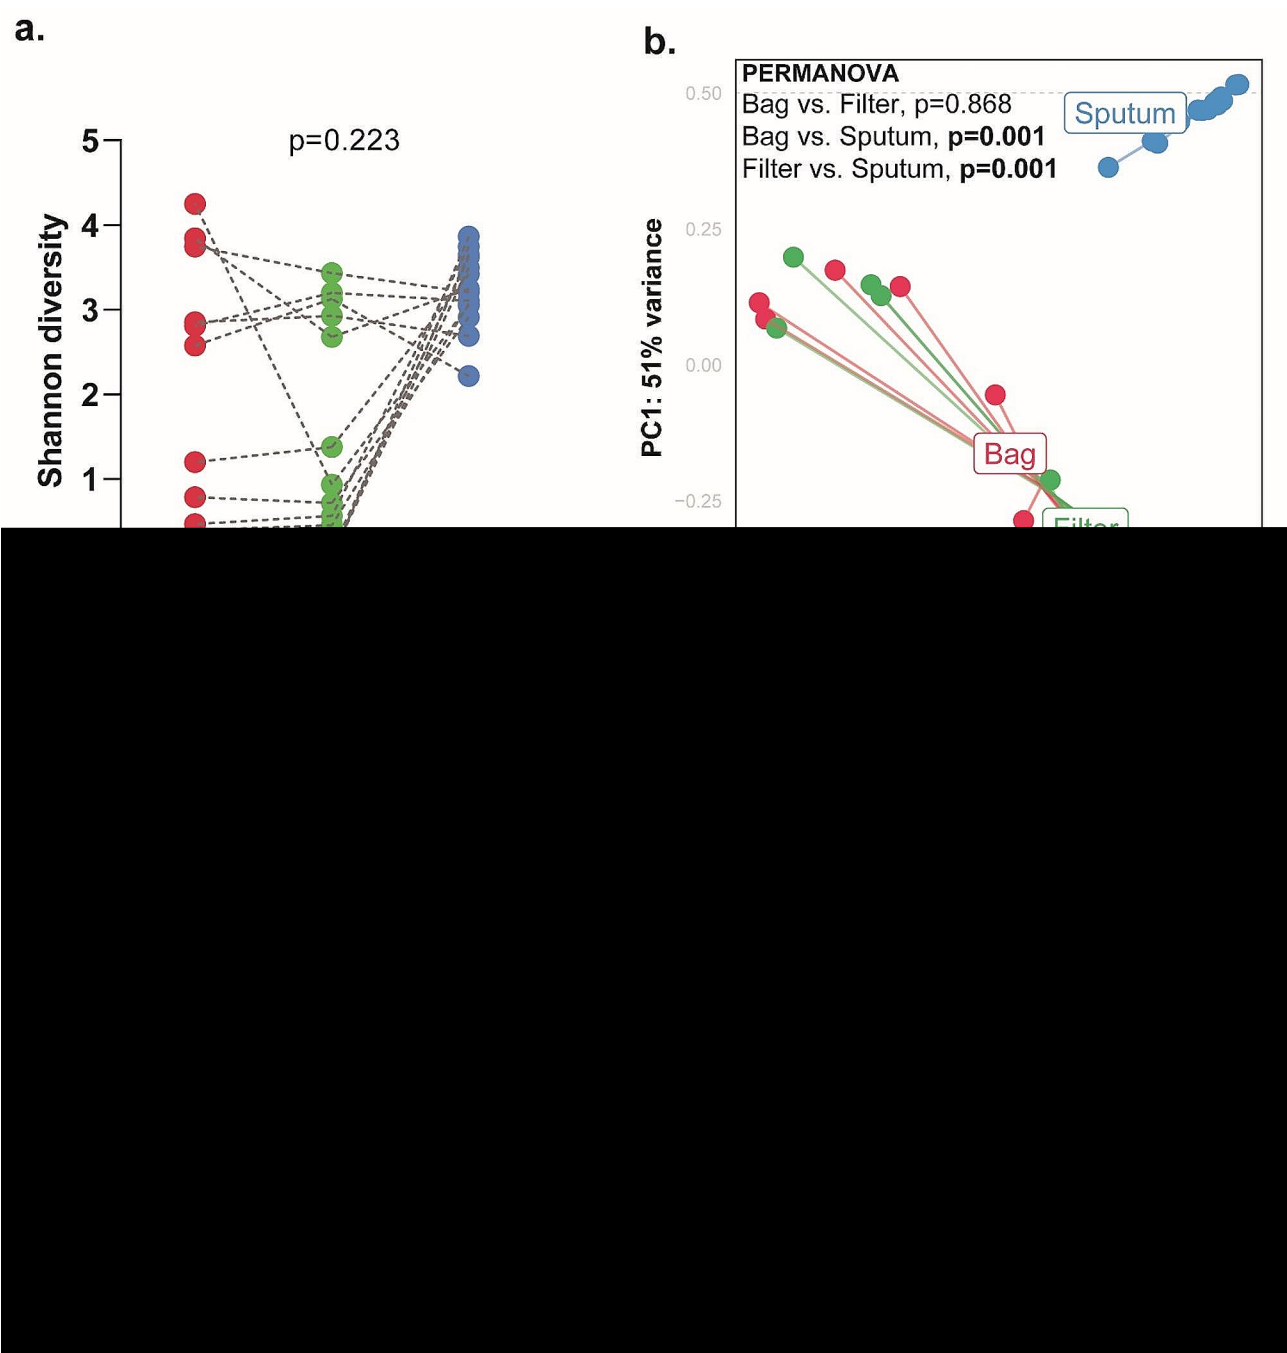 a.
p=0.223
5
4
3
2
1
Shannon diversity
b.
PERMANOVA
Bag vs. Filter, p=0.868
Bag vs. Sputum, p=0.001
Filter vs. Sputum, p=0.001
Sputum
0.50
0.25
0.00
−0.25
PC1: 51% variance
Bag
Filter